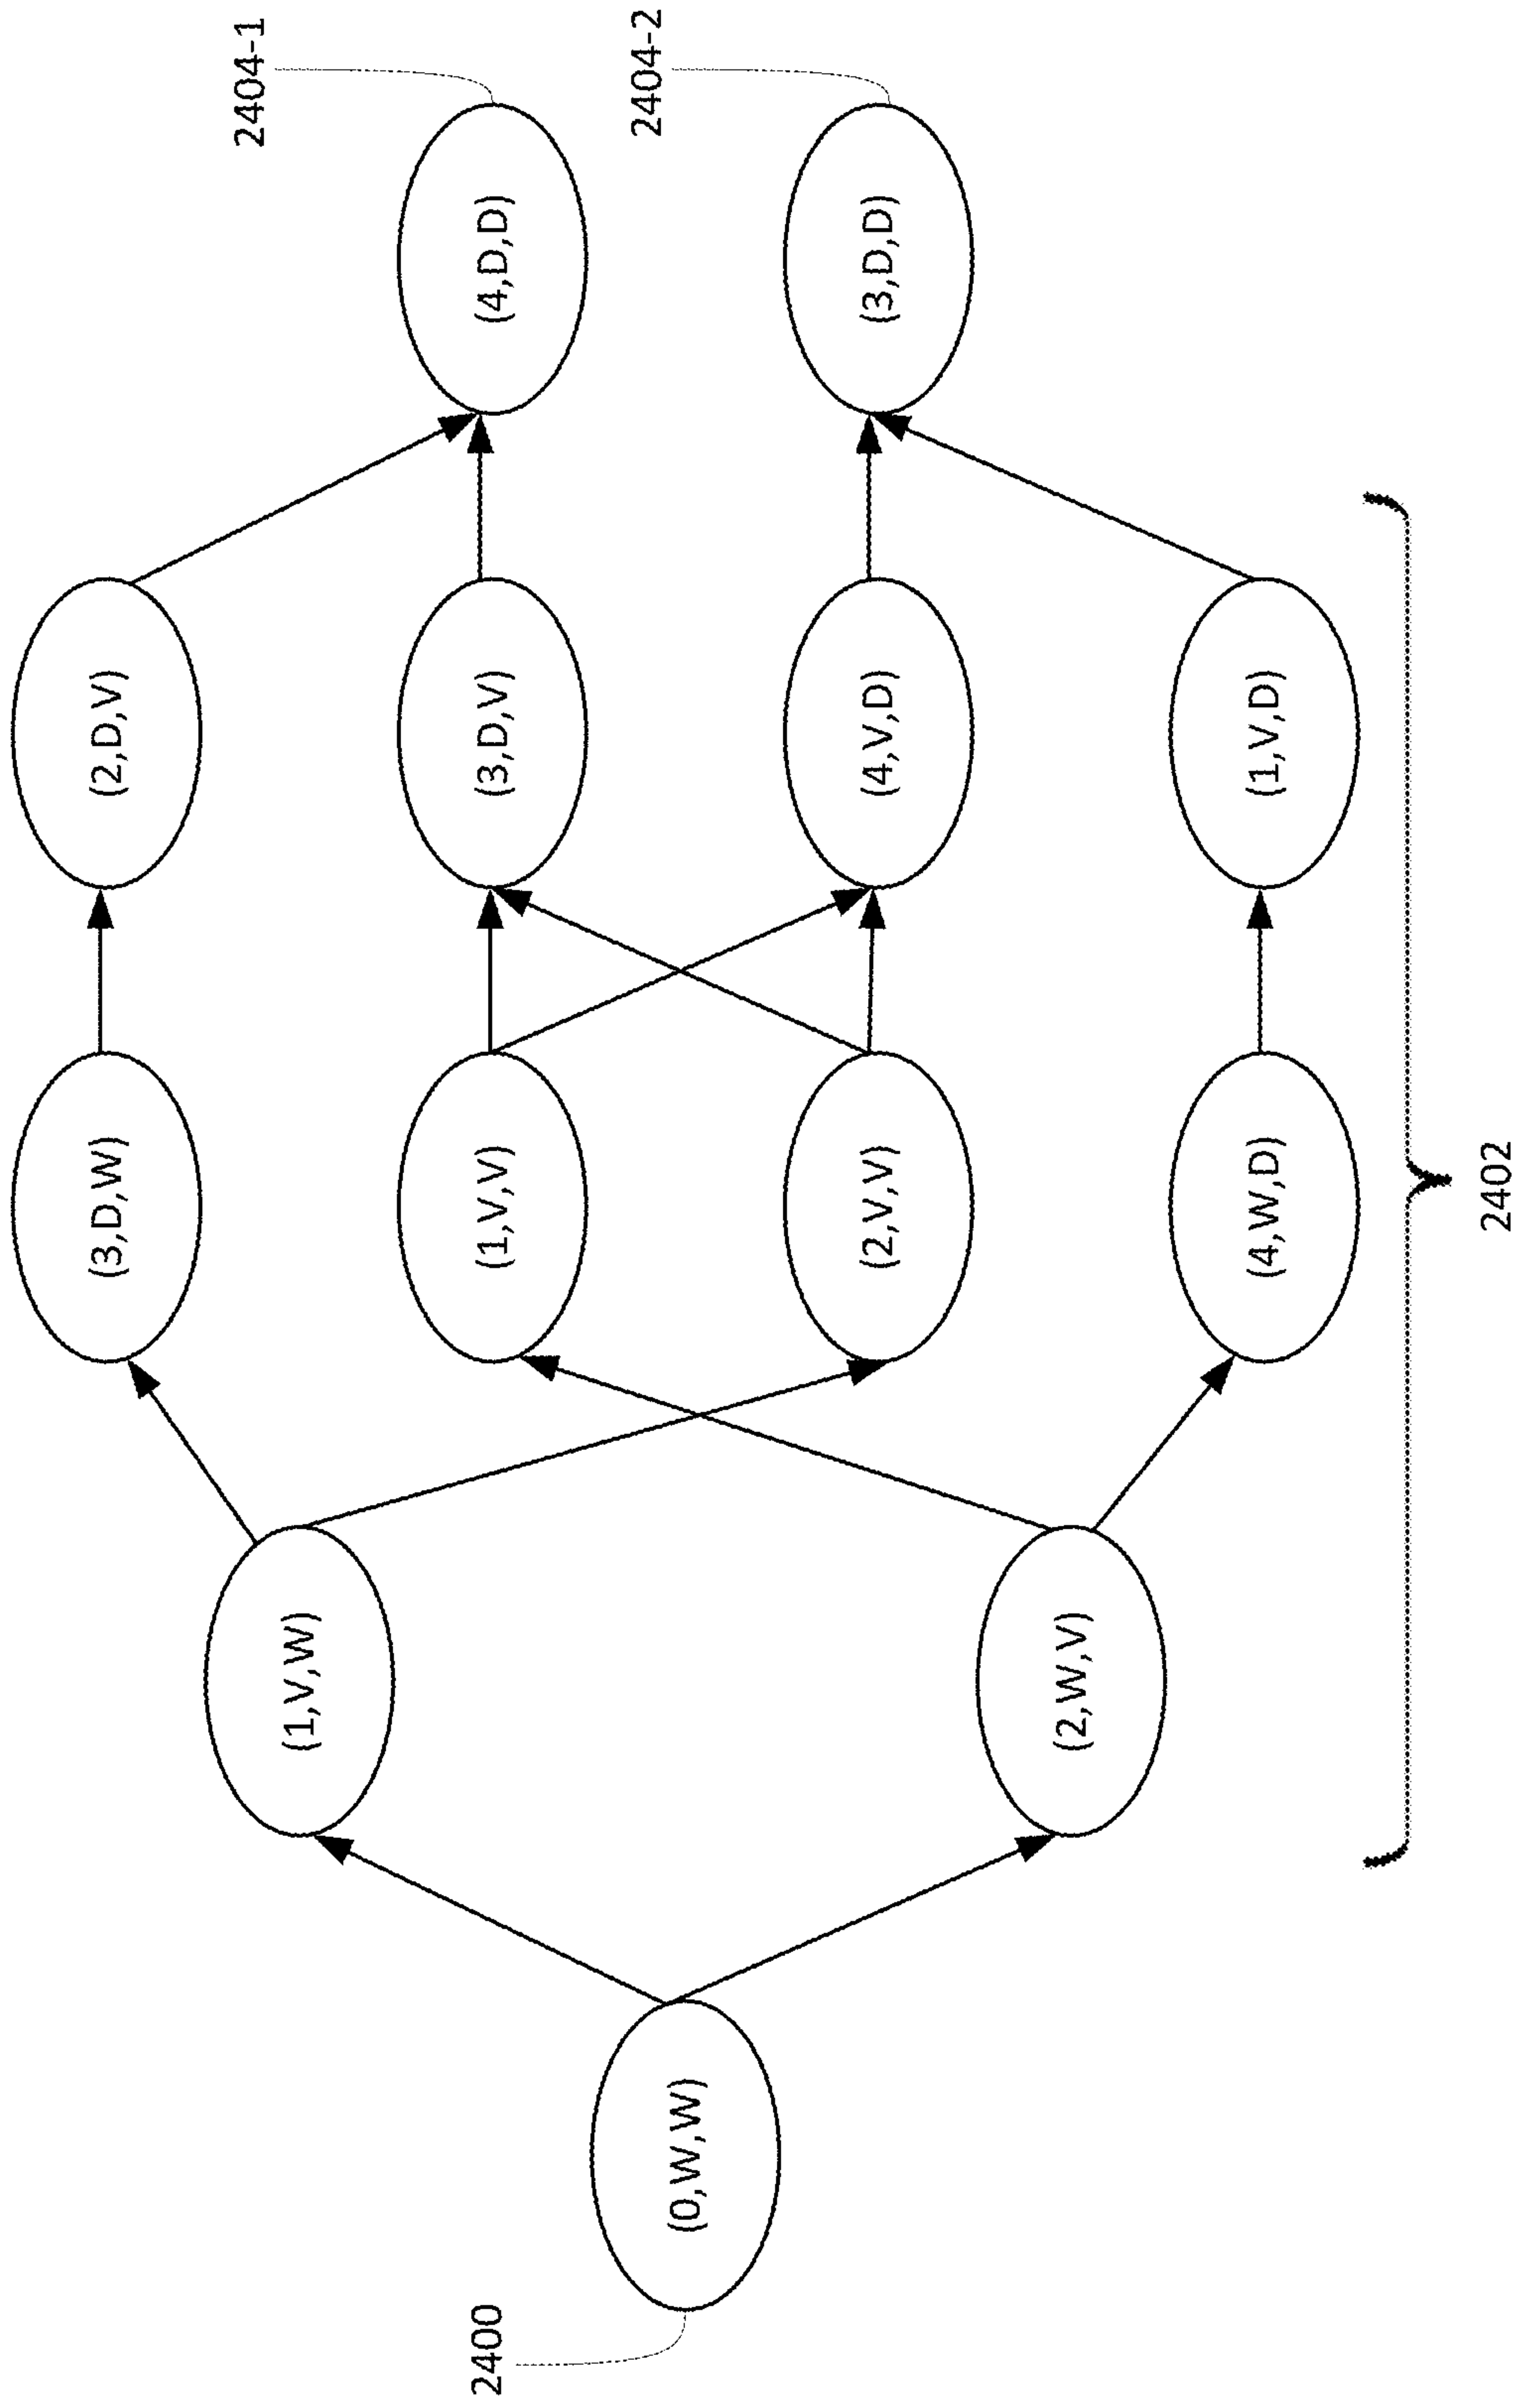 2400
(0,W,W)
(1,V,W)
(2,W,V)
(3,D,W)
(1,V,V)
(2,V,V)
(4,W,D)
(2,D,V)
(3,D,V)
(4,V,D)
(1,V,D)
(4,D,D)
(3,D,D)
2404-1
2404-2
2402